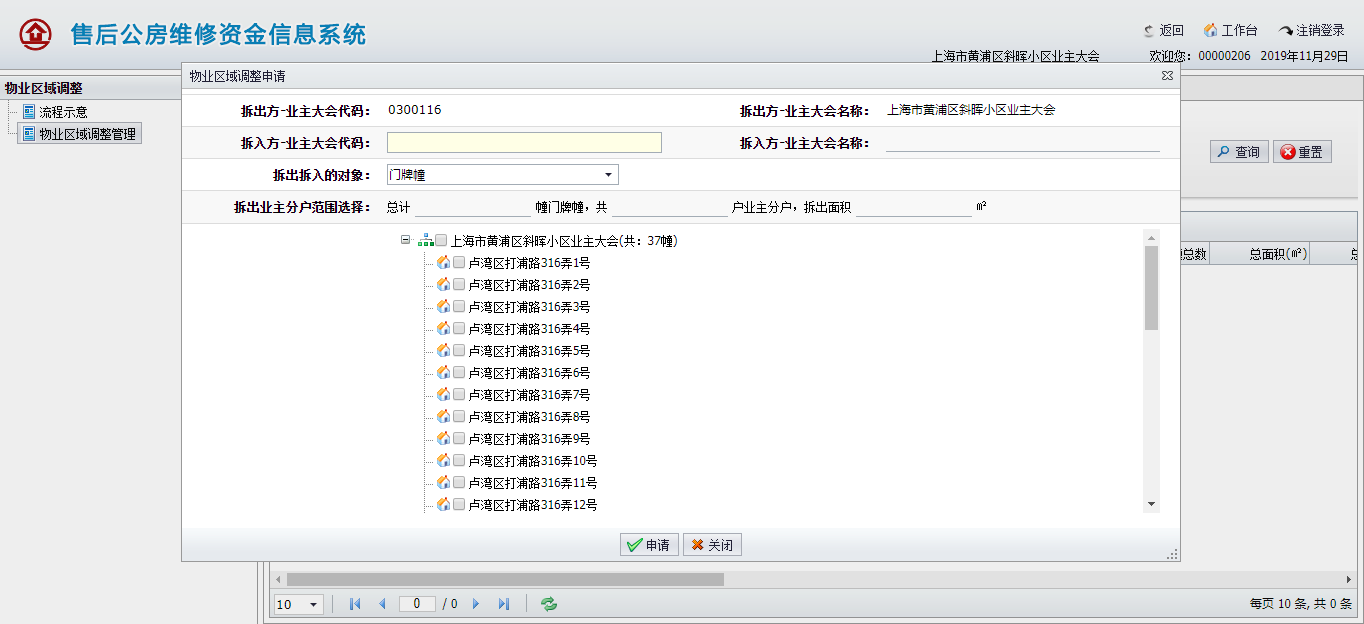 售后公房维修资金信息系统
返回 工作台 注销登录
上海市黄浦区斜晖小区业主大会 欢迎您：00000206 2019年11月29日
物业区域调整
流程示意
物业区域调整管理
物业区域调整申请
拆出方-业主大会代码： 0300116 拆出方-业主大会名称： 上海市黄浦区斜晖小区业主大会
拆入方-业主大会代码： 拆入方-业主大会名称：
拆出拆入的对象： 门牌幢
拆出业主分户范围选择： 总计 幢门牌幢，共 户业主分户，拆出面积 ㎡
上海市黄浦区斜晖小区业主大会(共：37幢)
卢湾区打浦路316弄1号
卢湾区打浦路316弄2号
卢湾区打浦路316弄3号
卢湾区打浦路316弄4号
卢湾区打浦路316弄5号
卢湾区打浦路316弄6号
卢湾区打浦路316弄7号
卢湾区打浦路316弄8号
卢湾区打浦路316弄9号
卢湾区打浦路316弄10号
卢湾区打浦路316弄11号
卢湾区打浦路316弄12号
申请 关闭
查询 重置
总数 总面积(㎡) 总
10 0 / 0 每页 10 条, 共 0 条